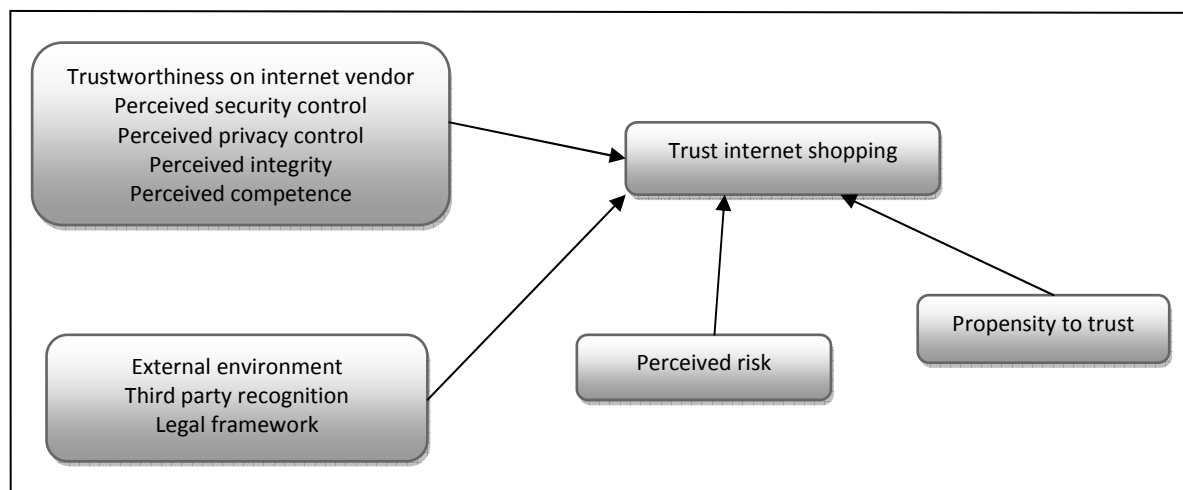 Trustworthiness on internet vendor
Perceived security control
Perceived privacy control
Perceived integrity
Perceived competence
Trust internet shopping
External environment
Third party recognition
Legal framework
Perceived risk
Propensity to trust